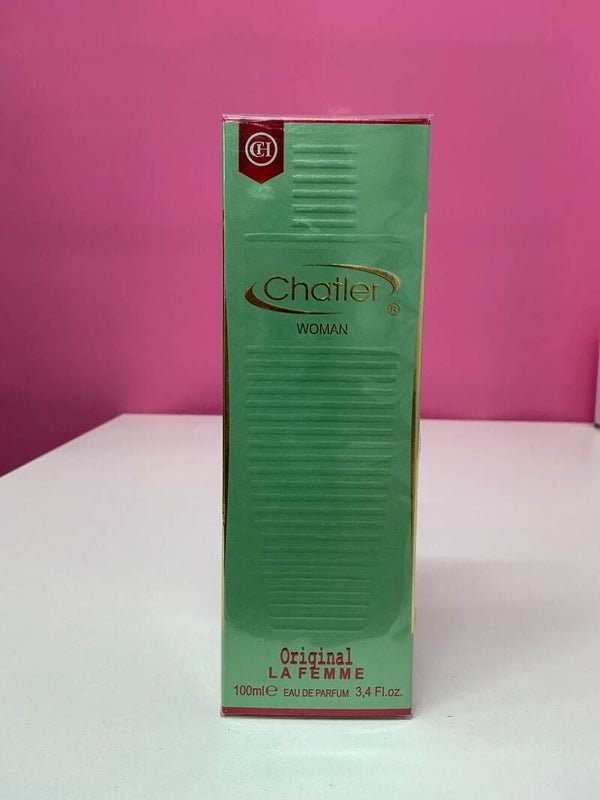 CH
Chatler®
WOMAN
Original
LA FEMME
100ml℮ EAU DE PARFUM 3,4 Fl.oz.